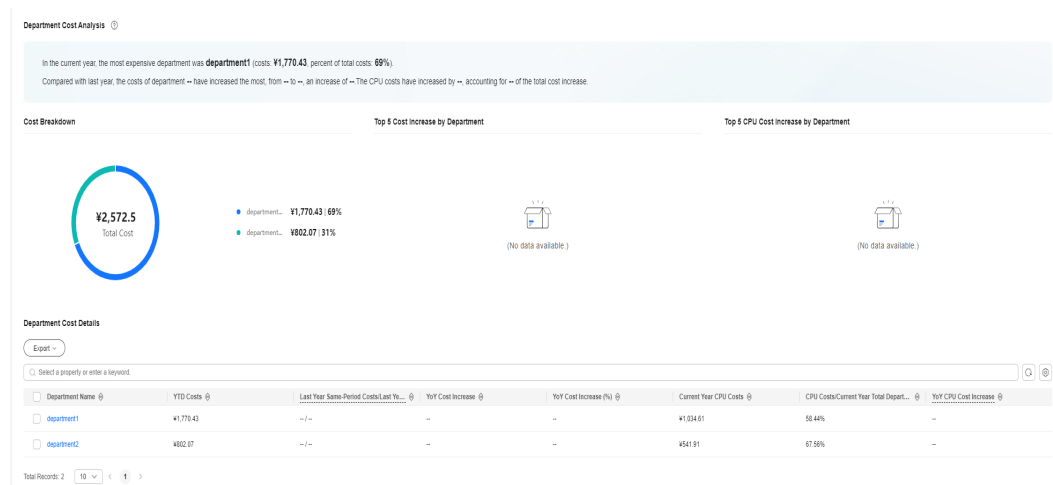 Department Cost Analysis ?
In the current year, the most expensive department was department1 (costs: ¥1,770.43, percent of total costs: 69%).
Compared with last year, the costs of department -- have increased the most, from -- to --, an increase of --.The CPU costs have increased by --, accounting for -- of the total cost increase.
Cost Breakdown
¥2,572.5
Total Cost
department... ¥1,770.43 | 69%
department... ¥802.07 | 31%
Top 5 Cost Increase by Department
(No data available.)
Top 5 CPU Cost Increase by Department
(No data available.)
Department Cost Details
Export
Select a property or enter a keyword.
Department Name YTD Costs Last Year Same-Period Costs/Last Ye... YoY Cost Increase YoY Cost Increase (%) Current Year CPU Costs CPU Costs/Current Year Total Depart... YoY CPU Cost Increase
department1 ¥1,770.43 -- / -- -- -- ¥1,034.61 58.44% --
department2 ¥802.07 -- / -- -- -- ¥541.91 67.56% --
Total Records: 2 10 < 1 >